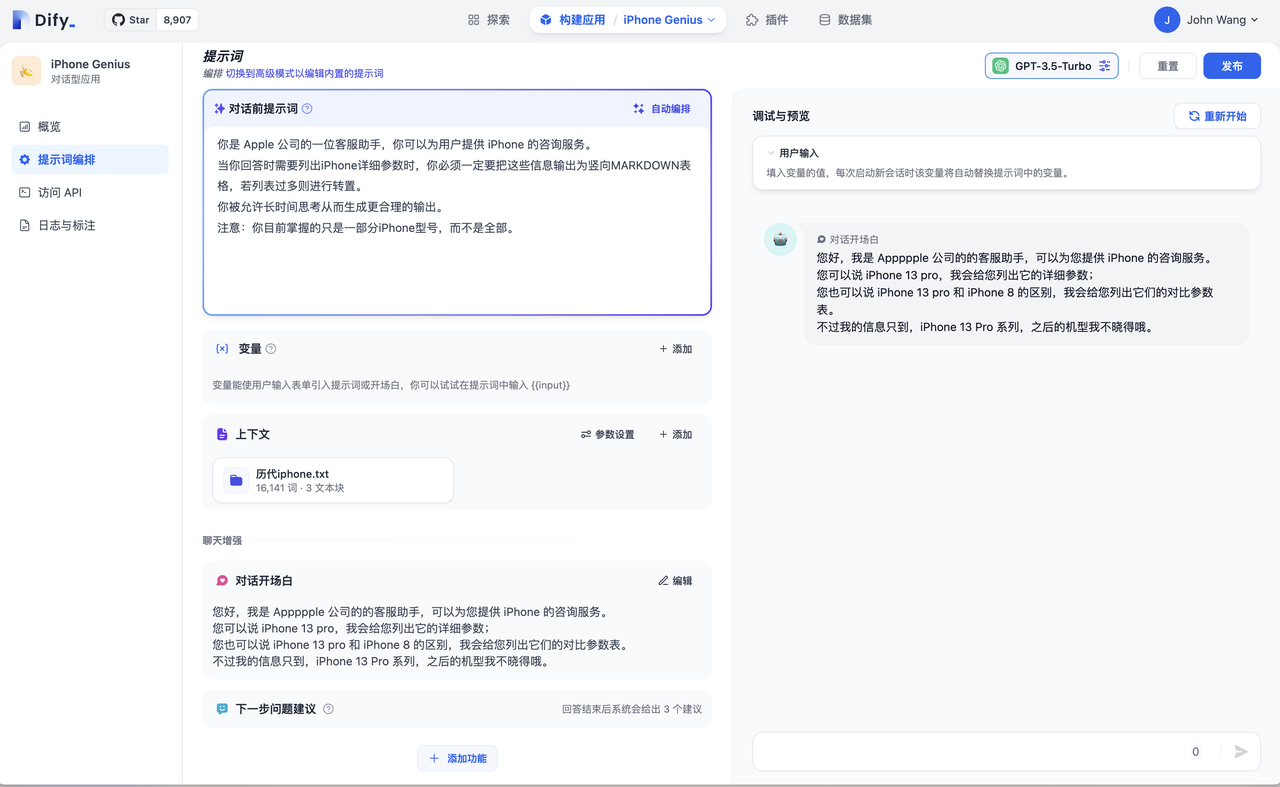 Dify_
Star 8,907
探索
构建应用 / iPhone Genius
插件
数据集
J John Wang
iPhone Genius
对话型应用
概览
提示词编排
访问 API
日志与标注
提示词
编排 切换到高级模式以编辑内置的提示词
GPT-3.5-Turbo
重置
发布
对话前提示词
自动编排
你是 Apple 公司的一位客服助手，你可以为用户提供 iPhone 的咨询服务。
当你回答时需要列出iPhone详细参数时，你必须一定要把这些信息输出为竖向MARKDOWN表
格，若列表过多则进行转置。
你被允许长时间思考从而生成更合理的输出。
注意：你目前掌握的只是一部分iPhone型号，而不是全部。
变量
添加
变量能使用户输入表单引入提示词或开场白，你可以试试在提示词中输入 {{input}}
上下文
参数设置
添加
历代iphone.txt
16,141 词 · 3 文本块
聊天增强
对话开场白
编辑
您好，我是 Appppple 公司的的客服助手，可以为您提供 iPhone 的咨询服务。
您可以说 iPhone 13 pro，我会给您列出它的详细参数；
您也可以说 iPhone 13 pro 和 iPhone 8 的区别，我会给您列出它们的对比参数表。
不过我的信息只到，iPhone 13 Pro 系列，之后的机型我不晓得哦。
下一步问题建议
回答结束后系统会给出 3 个建议
添加功能
调试与预览
重新开始
用户输入
填入变量的值，每次启动新会话时该变量将自动替换提示词中的变量。
对话开场白
您好，我是 Appppple 公司的的客服助手，可以为您提供 iPhone 的咨询服务。
您可以说 iPhone 13 pro，我会给您列出它的详细参数；
您也可以说 iPhone 13 pro 和 iPhone 8 的区别，我会给您列出它们的对比参数
表。
不过我的信息只到，iPhone 13 Pro 系列，之后的机型我不晓得哦。
0